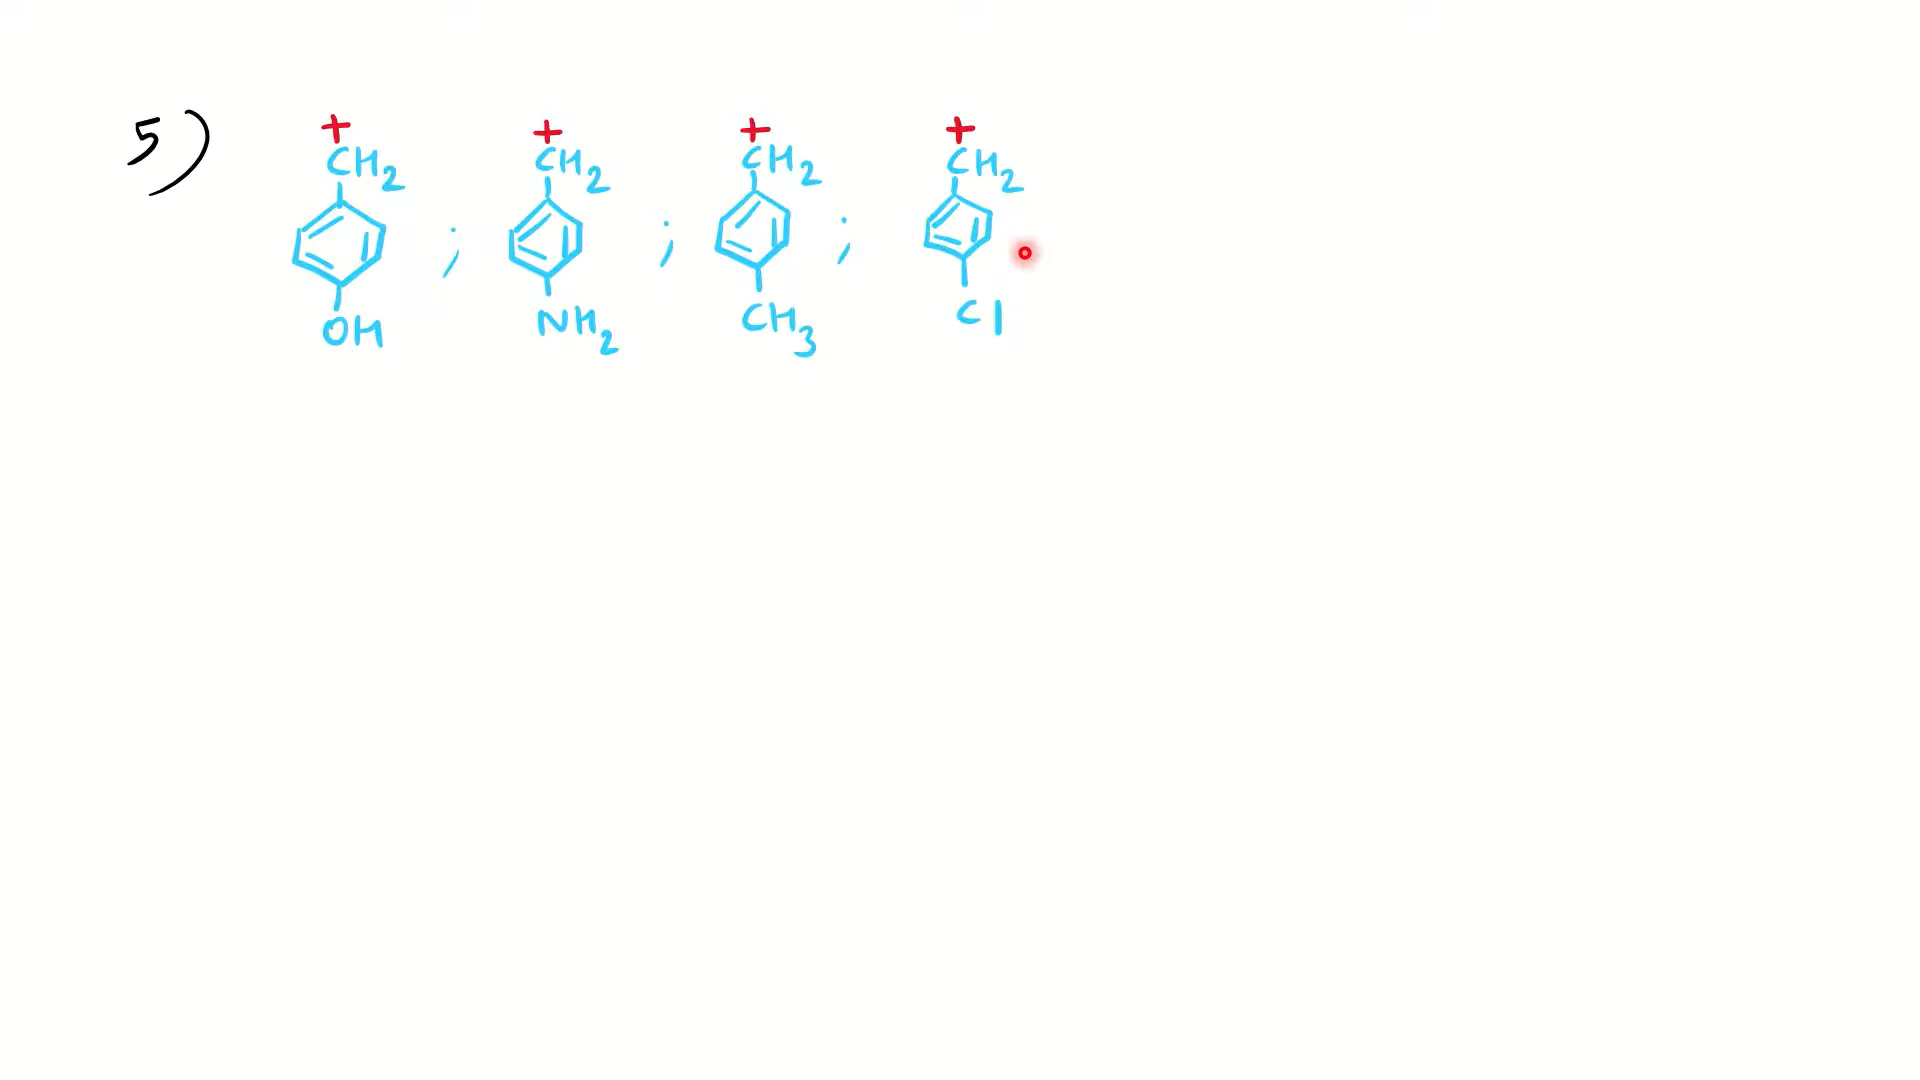 5)
+ + + +
CH2 CH2 CH2 CH2
; ; ;
OH NH2 CH3 Cl